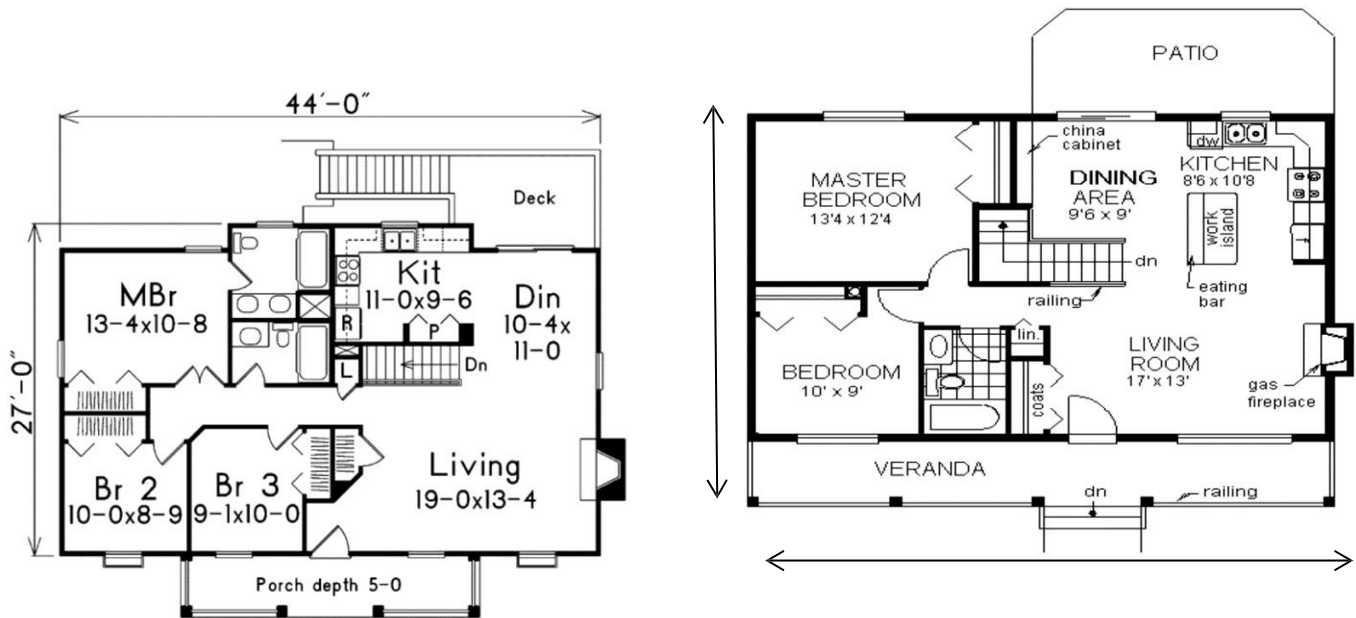 44'-0"
27'-0"
Deck
MBr
13-4x10-8
Kit
11-0x9-6
Din
10-4x
11-0
R
P
L
Dn
Br 2
10-0x8-9
Br 3
9-1x10-0
Living
19-0x13-4
Porch depth 5-0
PATIO
china
cabinet
dw
MASTER
BEDROOM
13'4 x 12'4
DINING
AREA
9'6 x 9'
KITCHEN
8'6 x 10'8
work
island
F
dn
railing
eating
bar
lin.
BEDROOM
10' x 9'
coats
LIVING
ROOM
17' x 13'
gas
fireplace
VERANDA
dn
railing